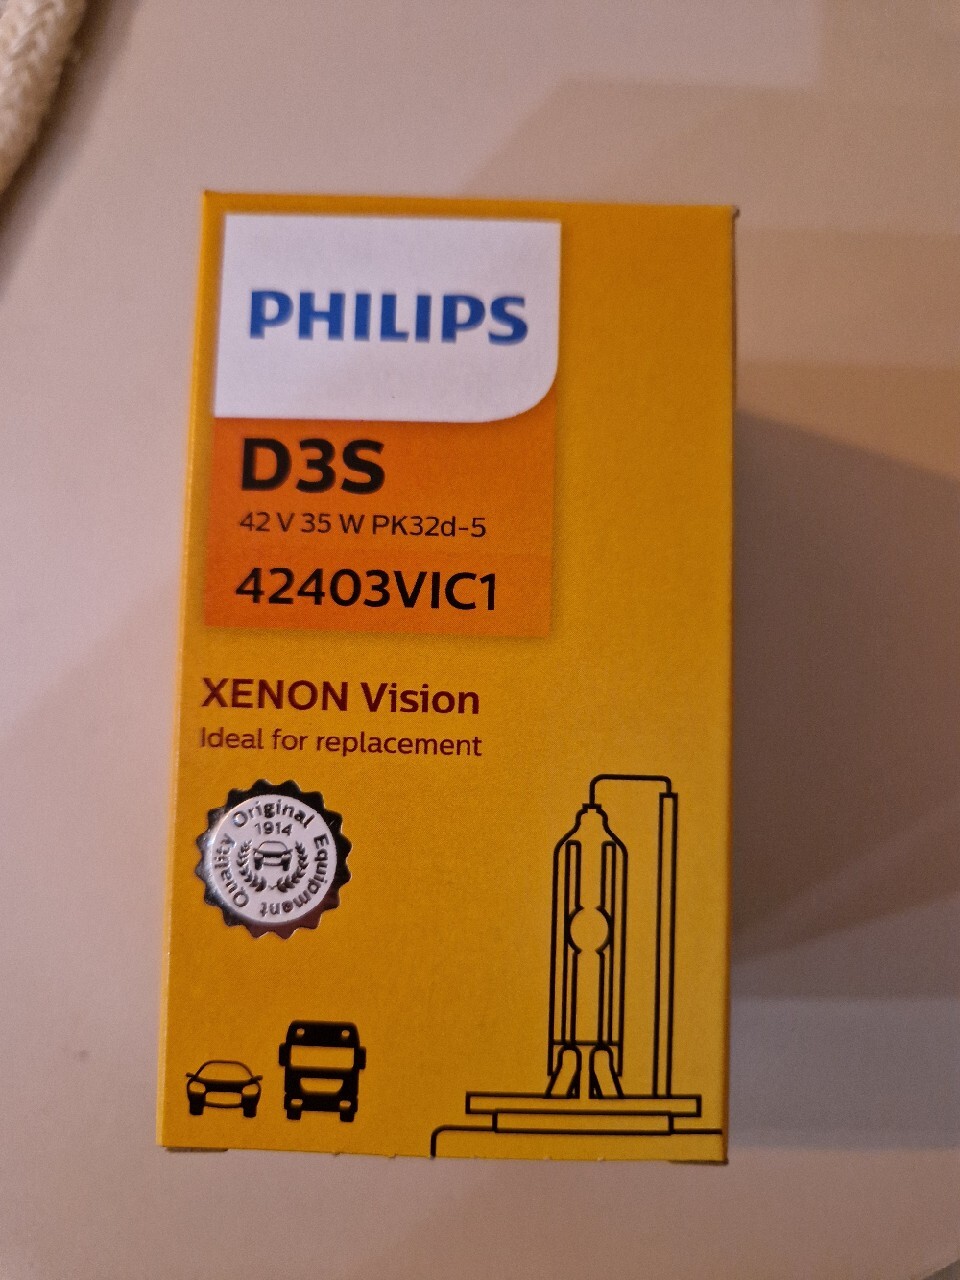 PHILIPS
D3S
42 V 35 W PK32d-5
42403VIC1
XENON Vision
Ideal for replacement
Quality Original Equipment
1914